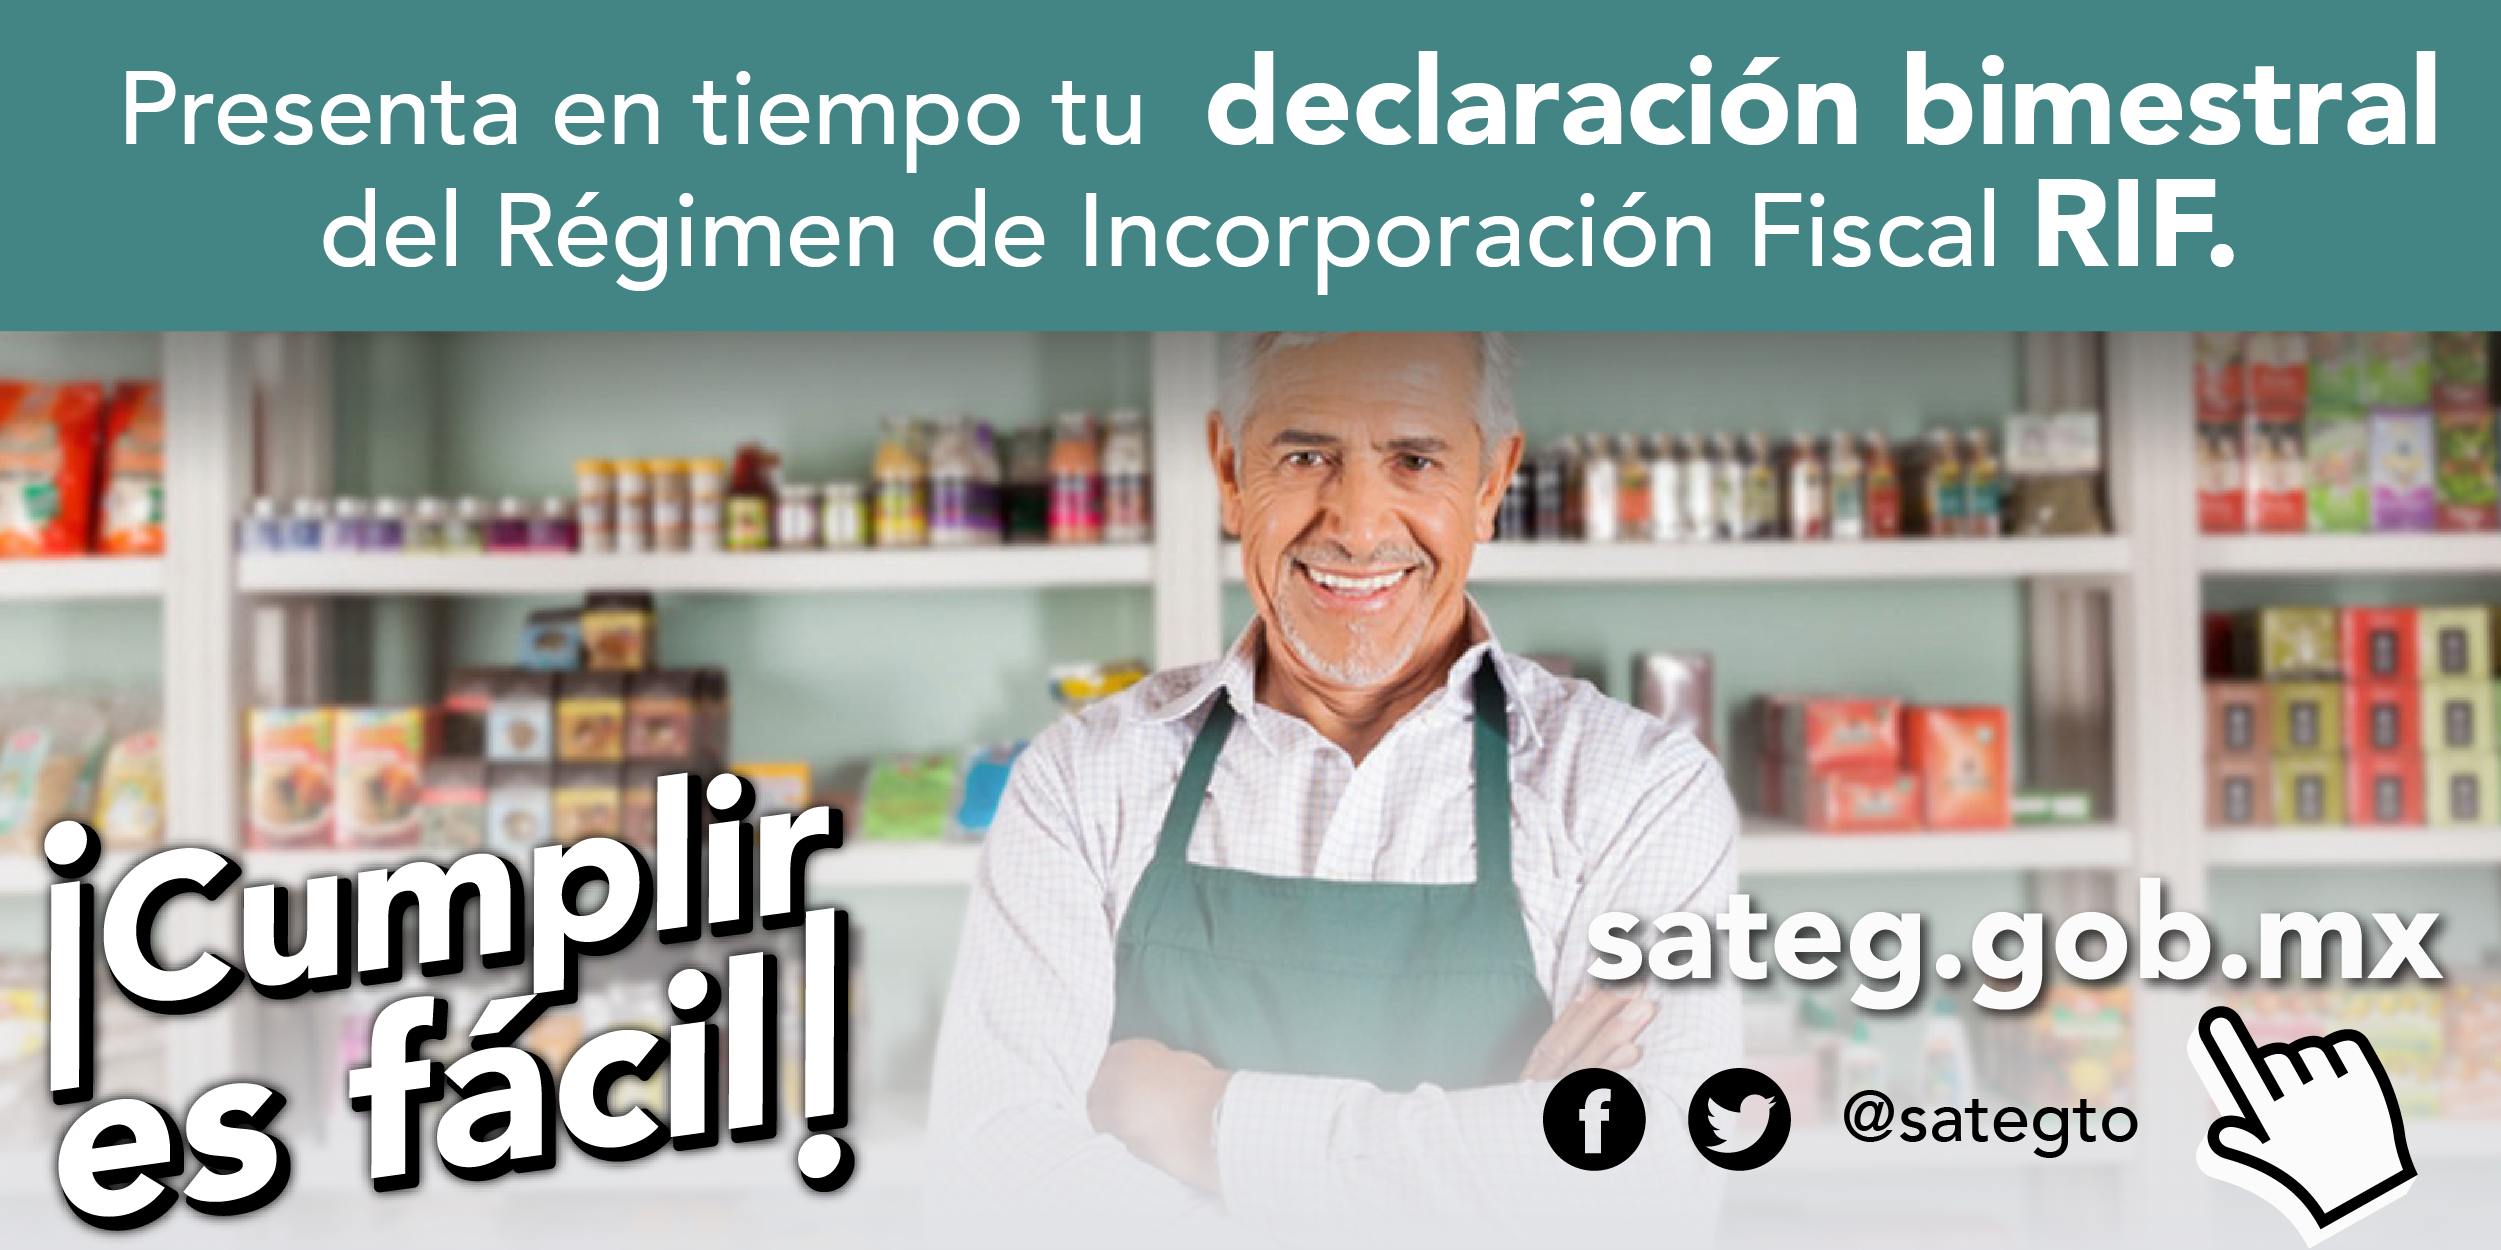 Presenta en tiempo tu declaración bimestral
del Régimen de Incorporación Fiscal RIF.
¡Cumplir
es fácil!
sateg.gob.mx
@sategto